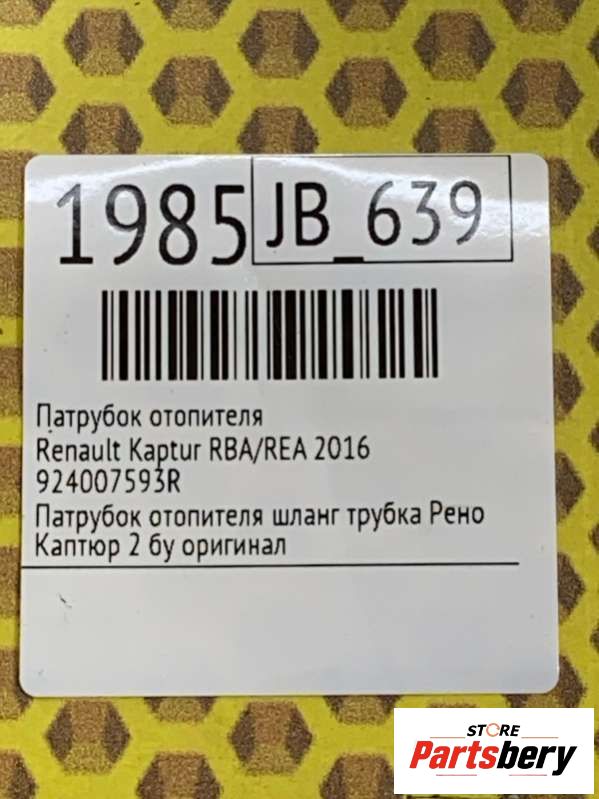 1985 JB_639
Патрубок отопителя
Renault Kaptur RBA/REA 2016
924007593R
Патрубок отопителя шланг трубка Рено
Каптюр 2 бу оригинал
STORE
Partsbery